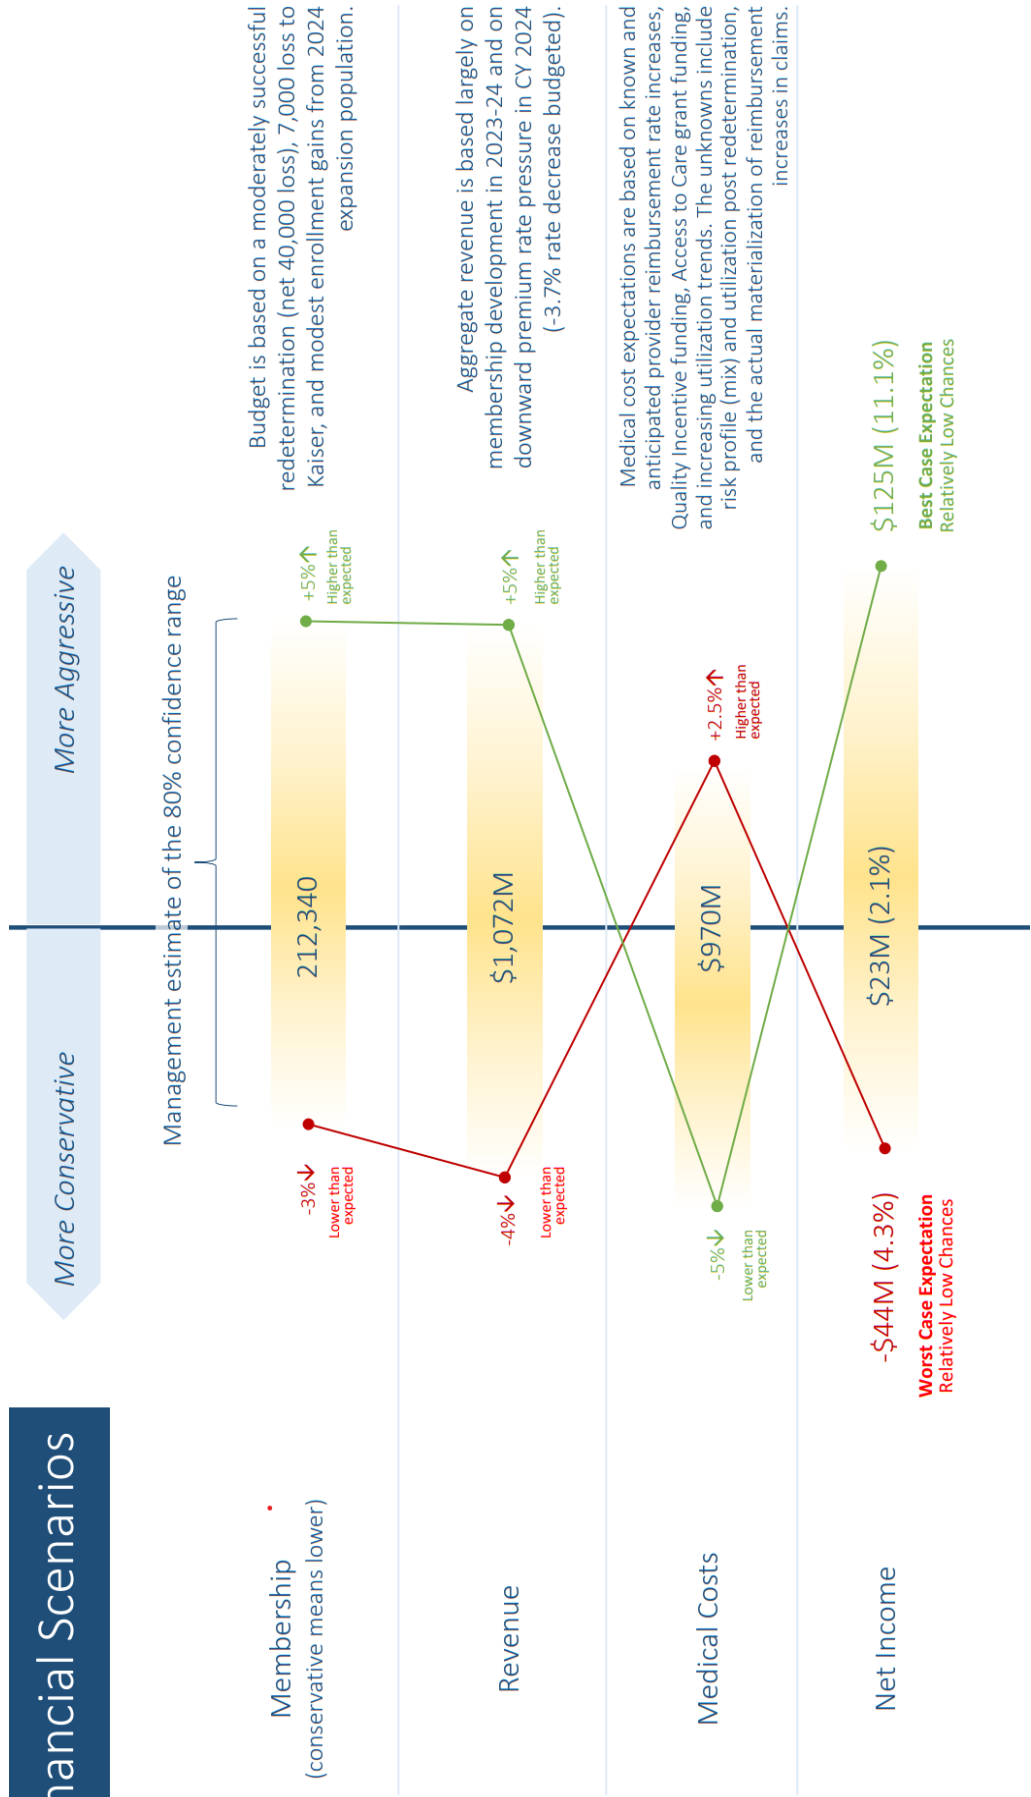 nancial Scenarios
More Conservative
More Aggressive
Management estimate of the 80% confidence range
Membership
(conservative means lower)
-3%↓
Lower than
expected
212,340
+5%↑
Higher than
expected
Budget is based on a moderately successful
redetermination (net 40,000 loss), 7,000 loss to
Kaiser, and modest enrollment gains from 2024
expansion population.
Revenue
-4%↓
Lower than
expected
$1,072M
+5%↑
Higher than
expected
Aggregate revenue is based largely on
membership development in 2023-24 and on
downward premium rate pressure in CY 2024
(-3.7% rate decrease budgeted).
Medical Costs
-5%↓
Lower than
expected
$970M
+2.5%↑
Higher than
expected
Medical cost expectations are based on known and
anticipated provider reimbursement rate increases,
Quality Incentive funding, Access to Care grant funding,
and increasing utilization trends. The unknowns include
risk profile (mix) and utilization post redetermination,
and the actual materialization of reimbursement
increases in claims.
Net Income
-$44M (4.3%)
Worst Case Expectation
Relatively Low Chances
$23M (2.1%)
$125M (11.1%)
Best Case Expectation
Relatively Low Chances